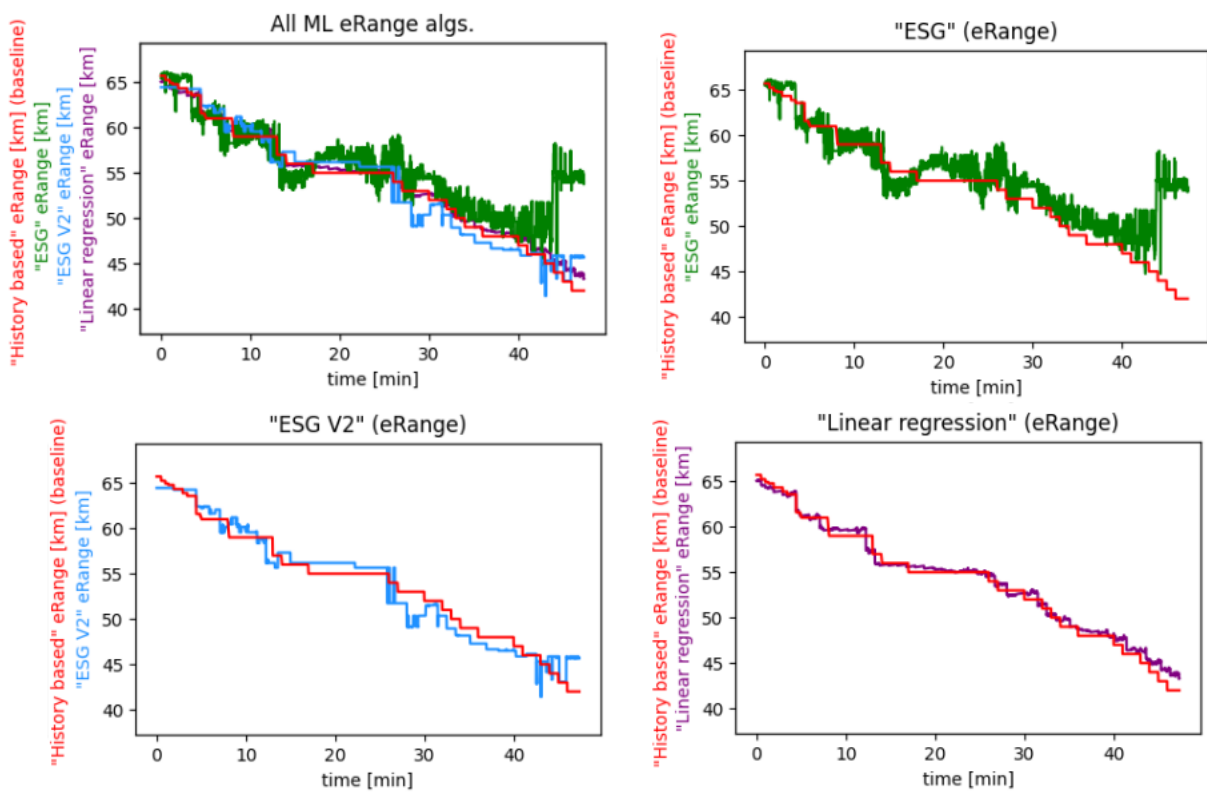 All ML eRange algs.
"History based" eRange [km] (baseline)
"ESG" eRange [km]
"ESG V2" eRange [km]
"Linear regression" eRange [km]
65
60
55
50
45
40
0 10 20 30 40
time [min]
"ESG" (eRange)
"History based" eRange [km] (baseline)
"ESG" eRange [km]
65
60
55
50
45
40
0 10 20 30 40
time [min]
"ESG V2" (eRange)
"History based" eRange [km] (baseline)
"ESG V2" eRange [km]
65
60
55
50
45
40
0 10 20 30 40
time [min]
"Linear regression" (eRange)
"History based" eRange [km] (baseline)
"Linear regression" eRange [km]
65
60
55
50
45
40
0 10 20 30 40
time [min]